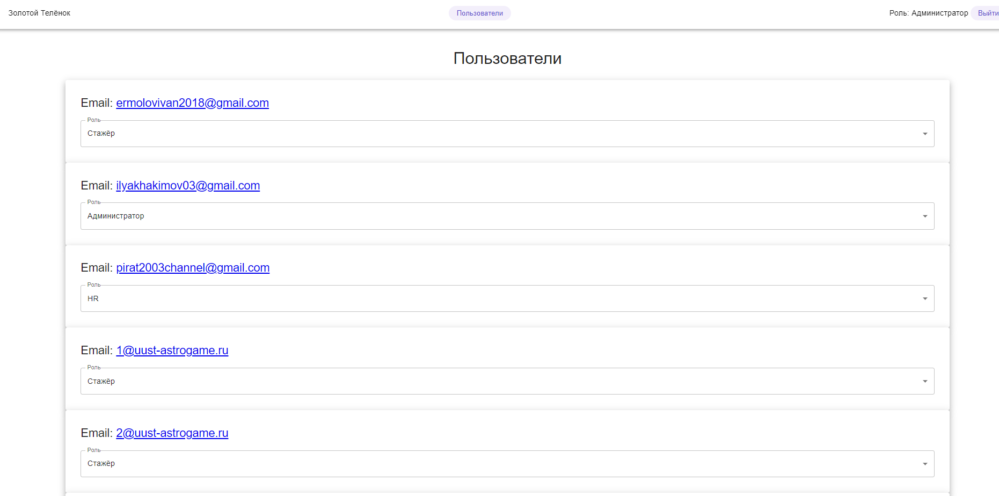 Золотой Телёнок
Пользователи
Роль: Администратор
Выйти
Пользователи
Email: ermolovivan2018@gmail.com
Роль
Стажёр
Email: ilyakhakimov03@gmail.com
Роль
Администратор
Email: pirat2003channel@gmail.com
Роль
HR
Email: 1@uust-astrogame.ru
Роль
Стажёр
Email: 2@uust-astrogame.ru
Роль
Стажёр